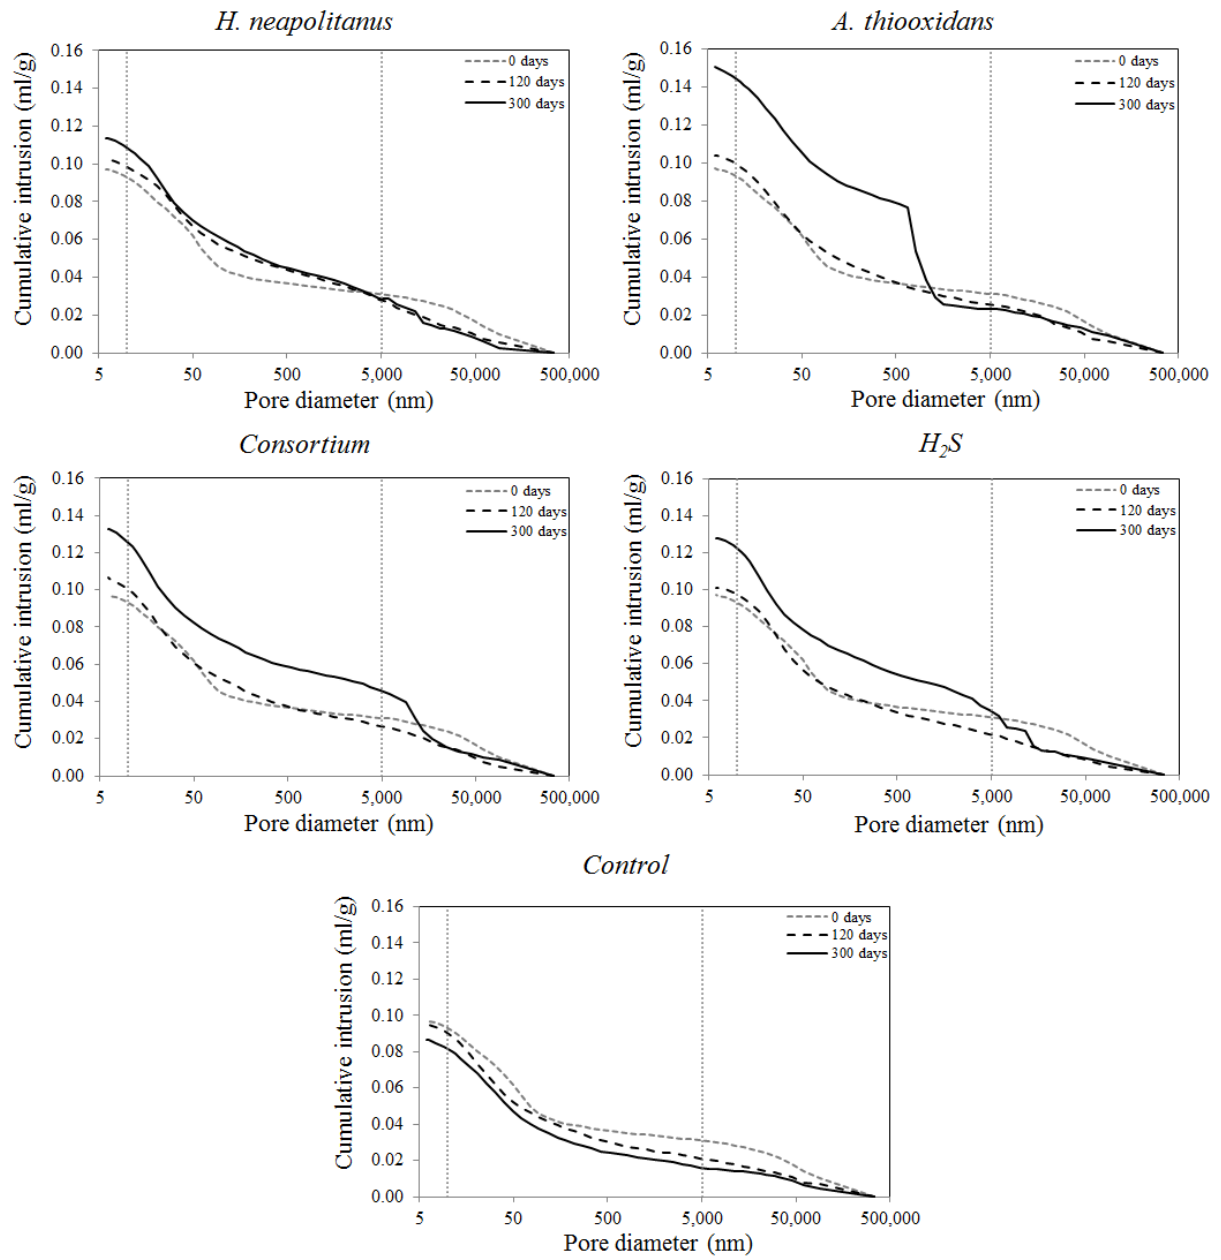 H. neapolitanus
A. thiooxidans
Cumulative intrusion (ml/g)
0.16
0.14
0.12
0.10
0.08
0.06
0.04
0.02
0.00
0 days
120 days
300 days
5 50 500 5,000 50,000 500,000
Pore diameter (nm)
Cumulative intrusion (ml/g)
0.16
0.14
0.12
0.10
0.08
0.06
0.04
0.02
0.00
0 days
120 days
300 days
5 50 500 5,000 50,000 500,000
Pore diameter (nm)
Consortium
H2S
Cumulative intrusion (ml/g)
0.16
0.14
0.12
0.10
0.08
0.06
0.04
0.02
0.00
0 days
120 days
300 days
5 50 500 5,000 50,000 500,000
Pore diameter (nm)
Cumulative intrusion (ml/g)
0.16
0.14
0.12
0.10
0.08
0.06
0.04
0.02
0.00
0 days
120 days
300 days
5 50 500 5,000 50,000 500,000
Pore diameter (nm)
Control
Cumulative intrusion (ml/g)
0.16
0.14
0.12
0.10
0.08
0.06
0.04
0.02
0.00
0 days
120 days
300 days
5 50 500 5,000 50,000 500,000
Pore diameter (nm)